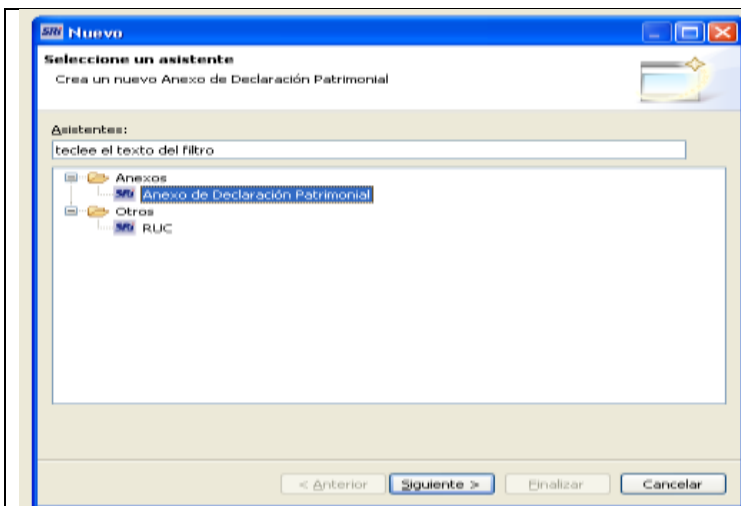 SRi Nuevo
Seleccione un asistente
Crea un nuevo Anexo de Declaración Patrimonial
Asistentes:
teclee el texto del filtro
Anexos
SRi Anexo de Declaración Patrimonial
Otros
SRi RUC
< Anterior Siguiente > Finalizar Cancelar